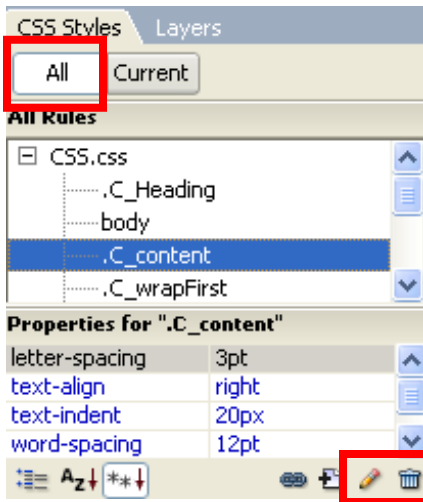 CSS Styles Layers
All Current
All Rules
CSS.css
.C_Heading
body
.C_content
.C_wrapFirst
Properties for ".C_content"
letter-spacing 3pt
text-align right
text-indent 20px
word-spacing 12pt
Az↓ **↓